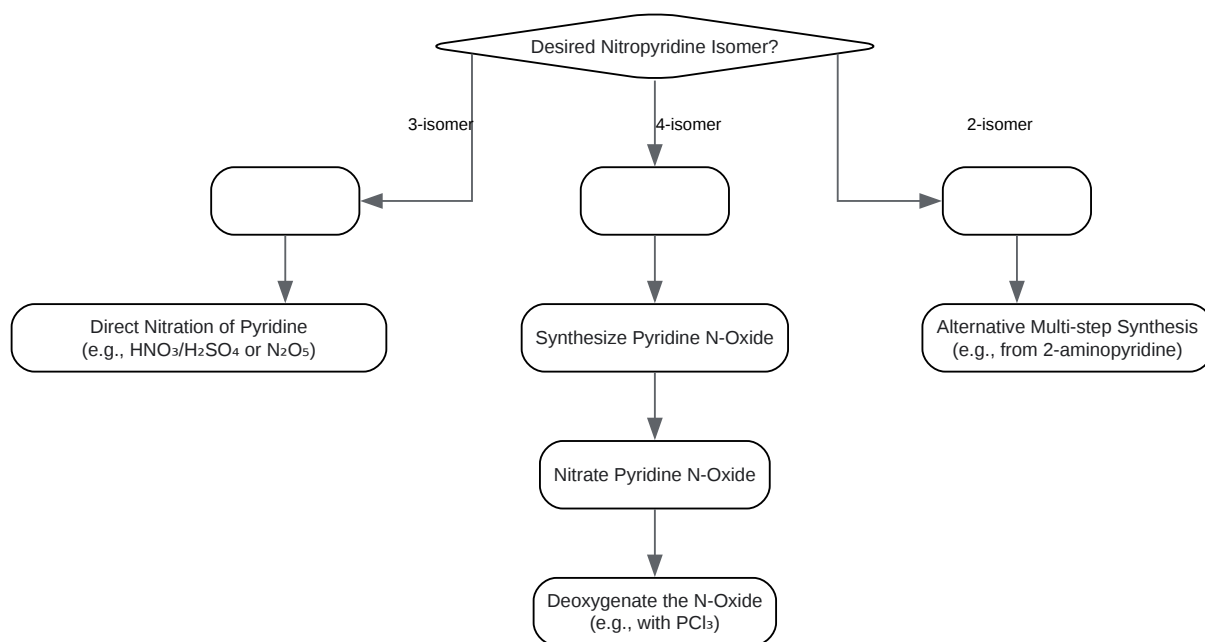 Desired Nitropyridine Isomer?
3-isomer
4-isomer
2-isomer
Direct Nitration of Pyridine
(e.g., HNO₃/H₂SO₄ or N₂O₅)
Synthesize Pyridine N-Oxide
Alternative Multi-step Synthesis
(e.g., from 2-aminopyridine)
Nitrate Pyridine N-Oxide
Deoxygenate the N-Oxide
(e.g., with PCl₃)